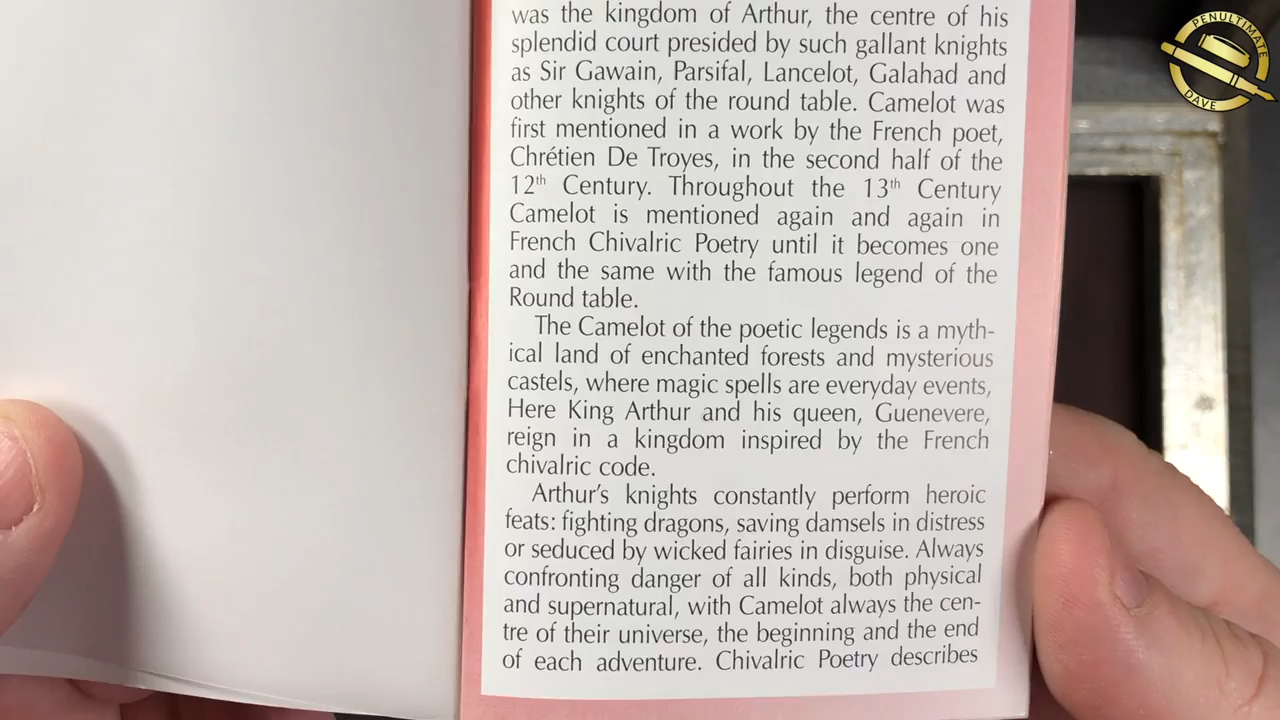 was the kingdom of Arthur, the centre of his
splendid court presided by such gallant knights
as Sir Gawain, Parsifal, Lancelot, Galahad and
other knights of the round table. Camelot was
first mentioned in a work by the French poet,
Chrétien De Troyes, in the second half of the
12th Century. Throughout the 13th Century
Camelot is mentioned again and again in
French Chivalric Poetry until it becomes one
and the same with the famous legend of the
Round table.
The Camelot of the poetic legends is a myth-
ical land of enchanted forests and mysterious
castels, where magic spells are everyday events,
Here King Arthur and his queen, Guenevere,
reign in a kingdom inspired by the French
chivalric code.
Arthur's knights constantly perform heroic
feats: fighting dragons, saving damsels in distress
or seduced by wicked fairies in disguise. Always
confronting danger of all kinds, both physical
and supernatural, with Camelot always the cen-
tre of their universe, the beginning and the end
of each adventure. Chivalric Poetry describes
PENULTIMATE
DAVE